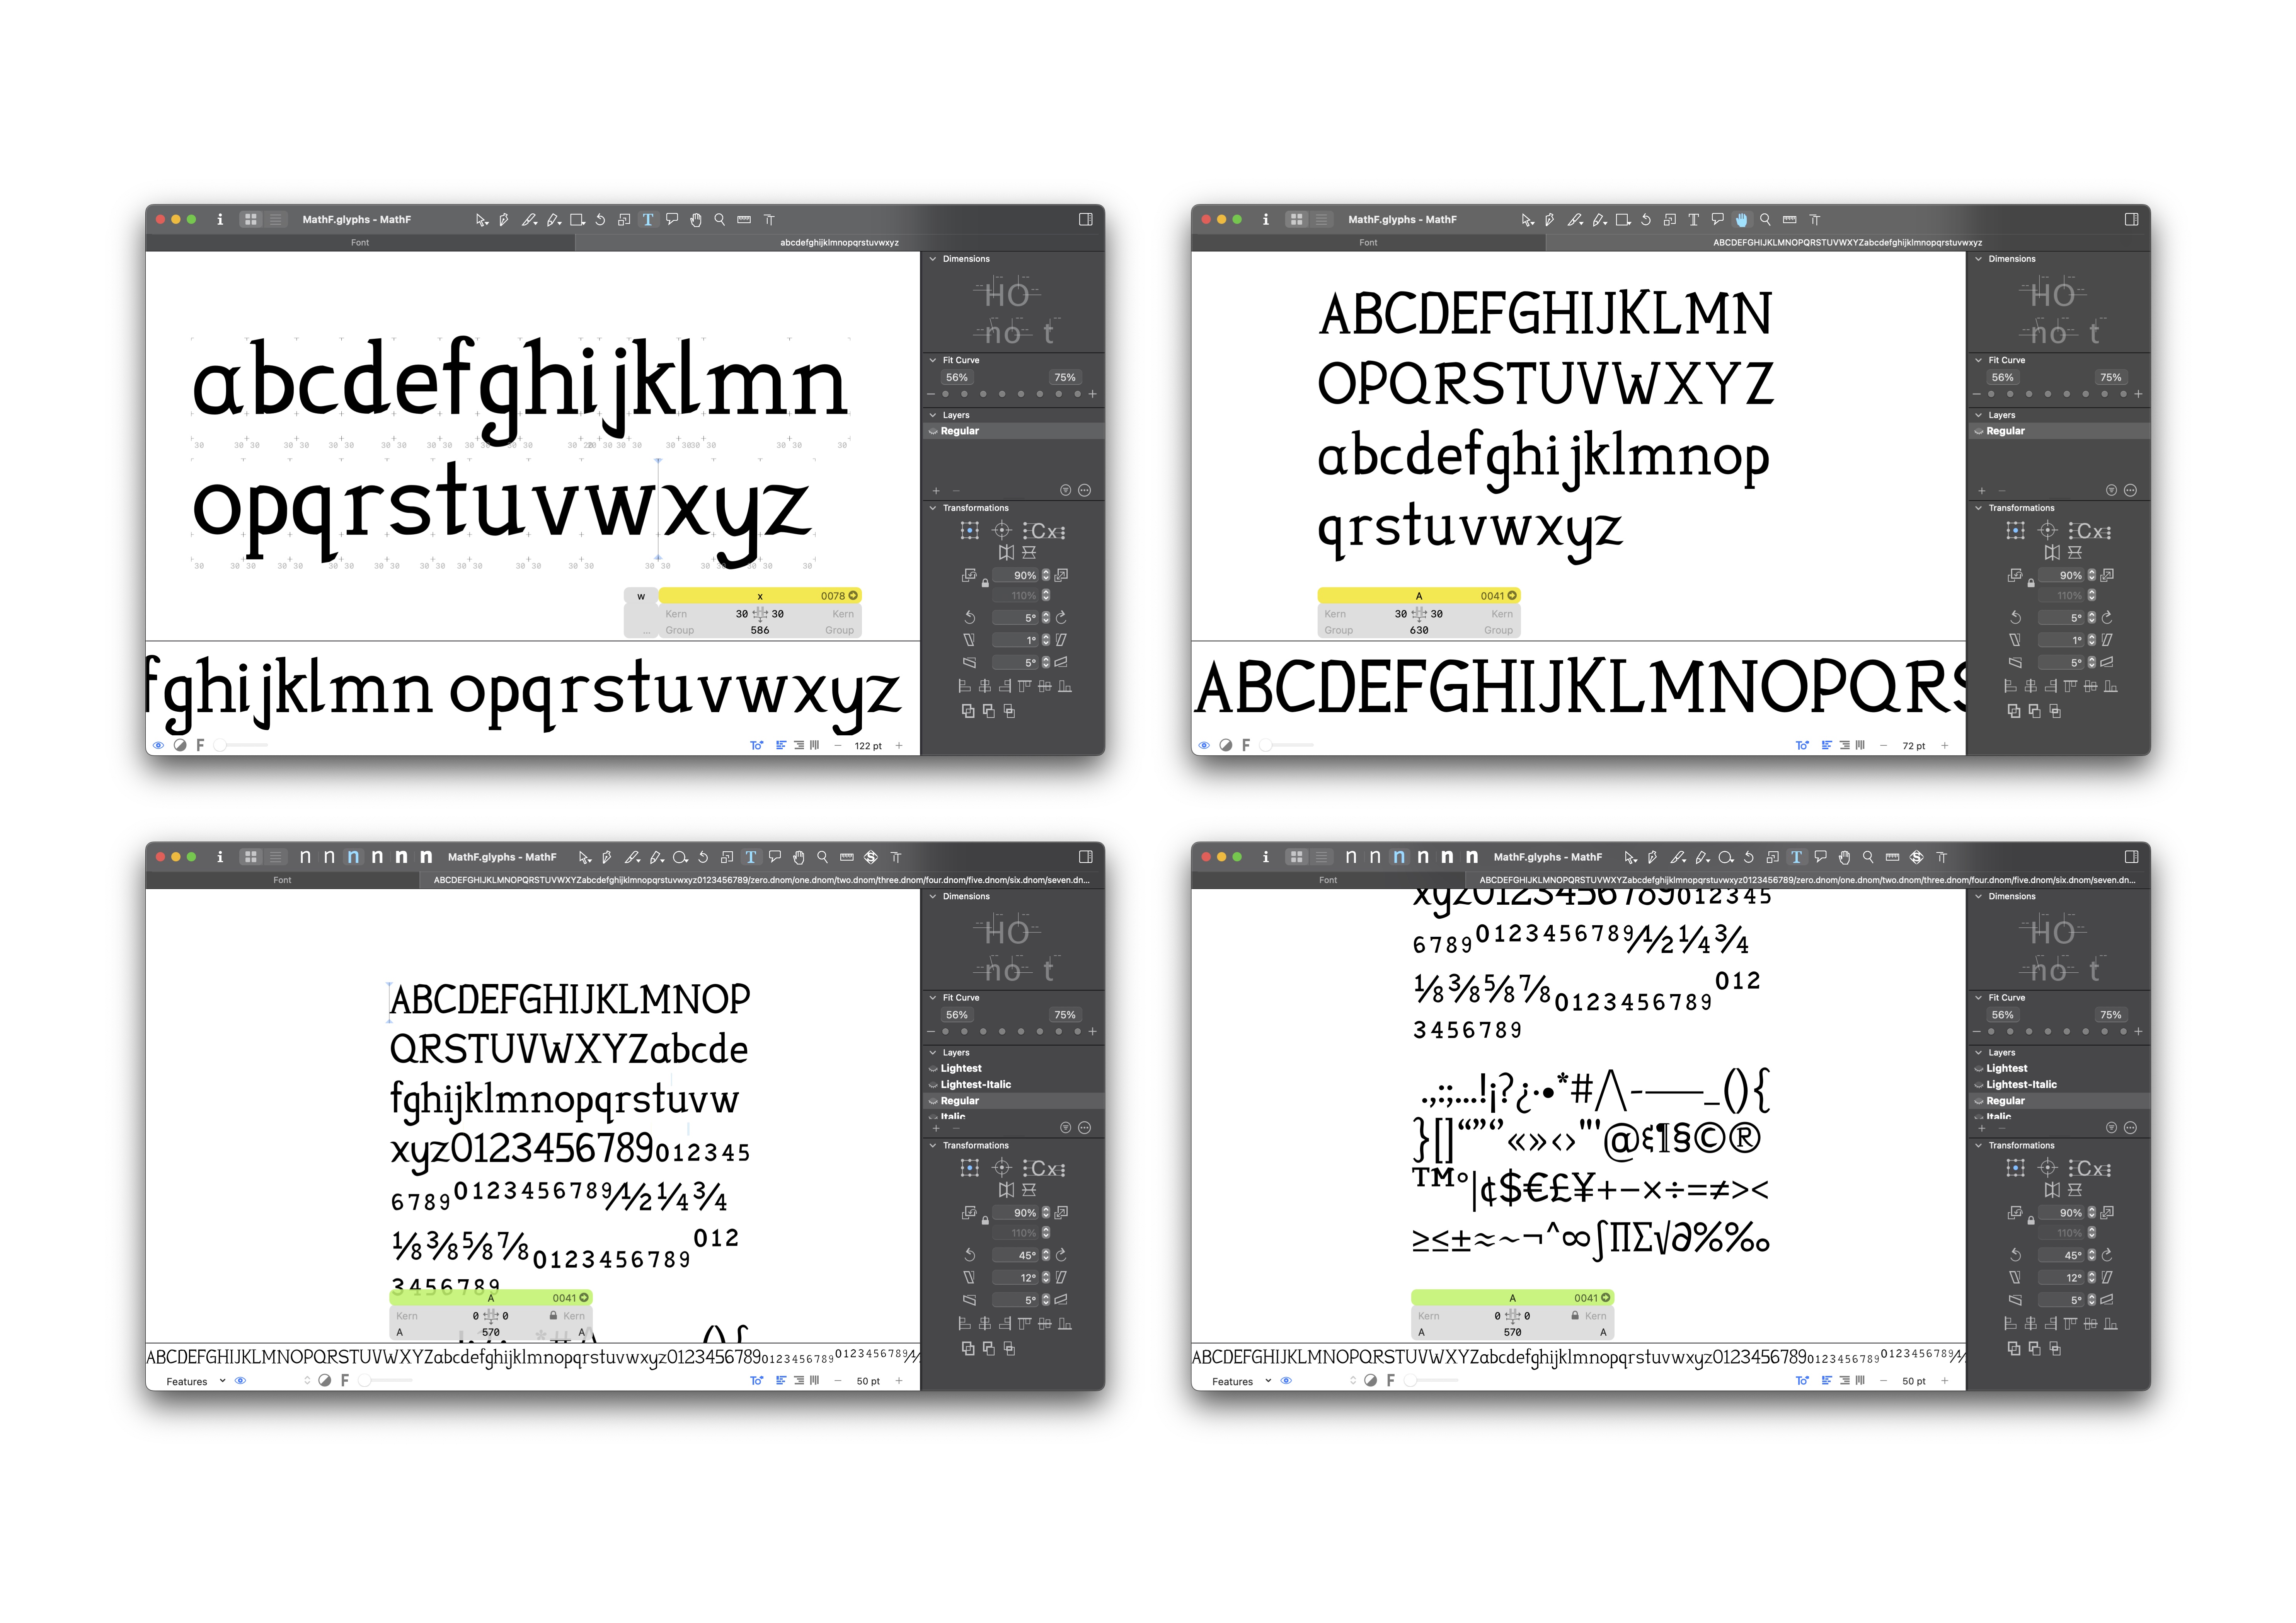 MathF.glyphs - MathF
Font
abcdefghijklmnopqrstuvwxyz
abcdefghijklmn
opqrstuvwxyz
w x 0078
Kern 30 30 Kern
... Group 586 Group
fghijklmn opqrstuvwxyz
F 122 pt
Dimensions
HO
no t
Fit Curve
56% 75%
Layers
Regular
Transformations
90%
110%
5°
1°
5°
MathF.glyphs - MathF
Font
ABCDEFGHIJKLMNOPQRSTUVWXYZabcdefghijklmnopqrstuvwxyz
ABCDEFGHIJKLMN
OPQRSTUVWXYZ
abcdefghijklmnop
qrstuvwxyz
A 0041
Kern 30 30 Kern
Group 630 Group
ABCDEFGHIJKLMNOPQRS
F 72 pt
Dimensions
HO
no t
Fit Curve
56% 75%
Layers
Regular
Transformations
90%
110%
5°
1°
5°
n n n n n n MathF.glyphs - MathF
Font
ABCDEFGHIJKLMNOPQRSTUVWXYZabcdefghijklmnopqrstuvwxyz0123456789/zero.dnom/one.dnom/two.dnom/three.dnom/four.dnom/five.dnom/six.dnom/seven.dn...
ABCDEFGHIJKLMNOP
QRSTUVWXYZabcde
fghijklmnopqrstuvw
xyz0123456789012345
67890123456789⁄½¼¾
⅛⅜⅝⅞0123456789012
3456789
A 0041
Kern 0 0 Kern
A 570 A
ABCDEFGHIJKLMNOPQRSTUVWXYZabcdefghijklmnopqrstuvwxyz012345678901234567890123456789⁄
Features F 50 pt
Dimensions
HO
no t
Fit Curve
56% 75%
Layers
Lightest
Lightest-Italic
Regular
Italic
Transformations
90%
110%
45°
12°
5°
n n n n n n MathF.glyphs - MathF
Font
ABCDEFGHIJKLMNOPQRSTUVWXYZabcdefghijklmnopqrstuvwxyz0123456789/zero.dnom/one.dnom/two.dnom/three.dnom/four.dnom/five.dnom/six.dnom/seven.dn...
xyz0123456789012345
67890123456789⁄½¼¾
⅛⅜⅝⅞0123456789012
3456789
.,:;…!¡?¿·•*#/\-–—_(){
}[]“”‘’«»‹›"'@&¶§©®
™°|¢$€£¥+−×÷=≠><
≥≤±≈~¬^∞∫∏∑√∂%‰
A 0041
Kern 0 0 Kern
A 570 A
ABCDEFGHIJKLMNOPQRSTUVWXYZabcdefghijklmnopqrstuvwxyz012345678901234567890123456789⁄
Features F 50 pt
Dimensions
HO
no t
Fit Curve
56% 75%
Layers
Lightest
Lightest-Italic
Regular
Italic
Transformations
90%
110%
45°
12°
5°